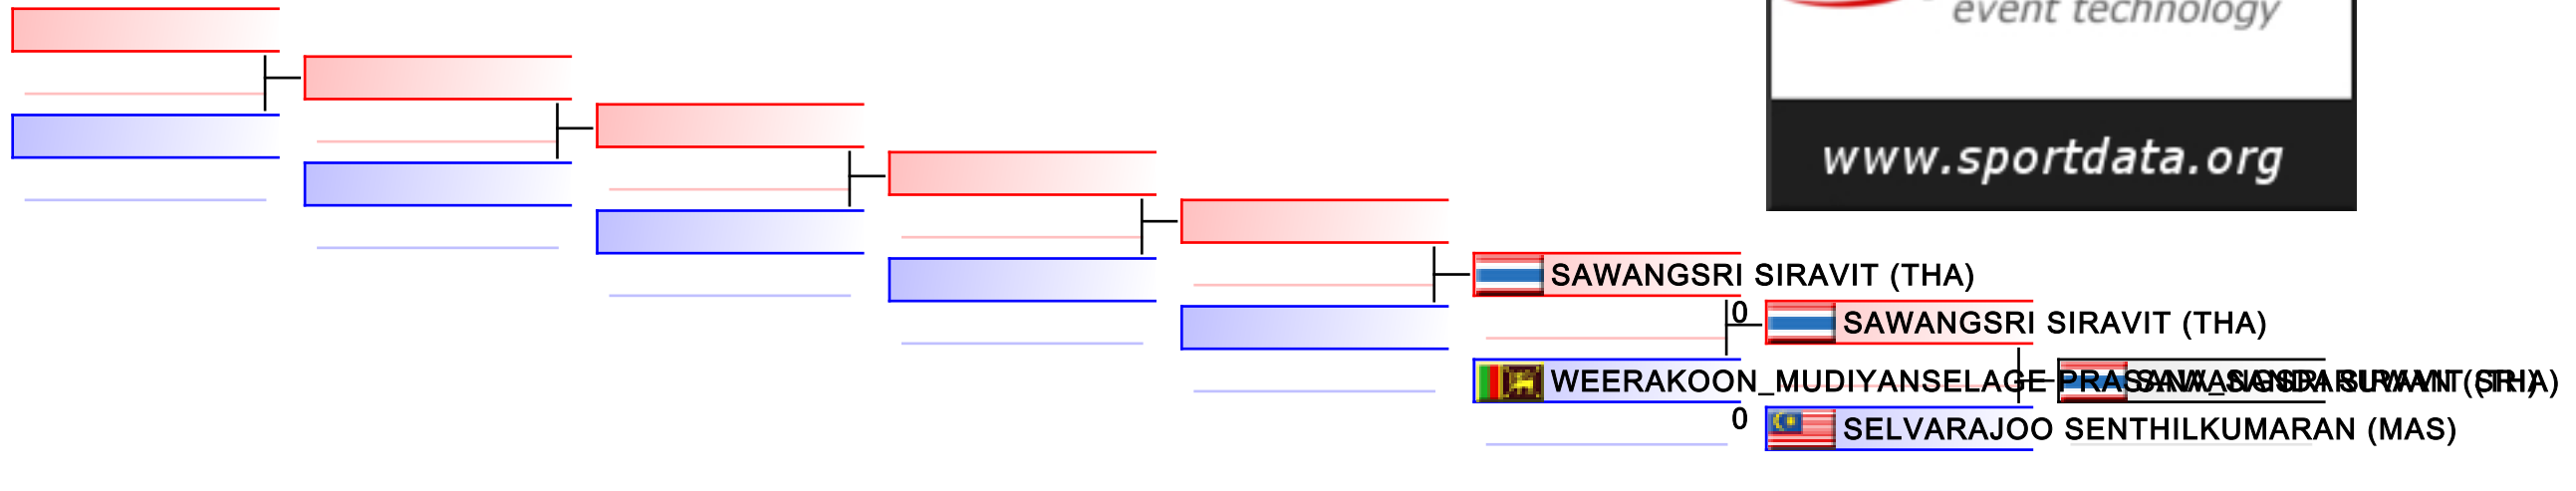 event technology
www.sportdata.org
SAWANGSRI SIRAVIT (THA)
0
SAWANGSRI SIRAVIT (THA)
WEERAKOON_MUDIYANSELAGE
0
SELVARAJOO SENTHILKUMARAN (MAS)